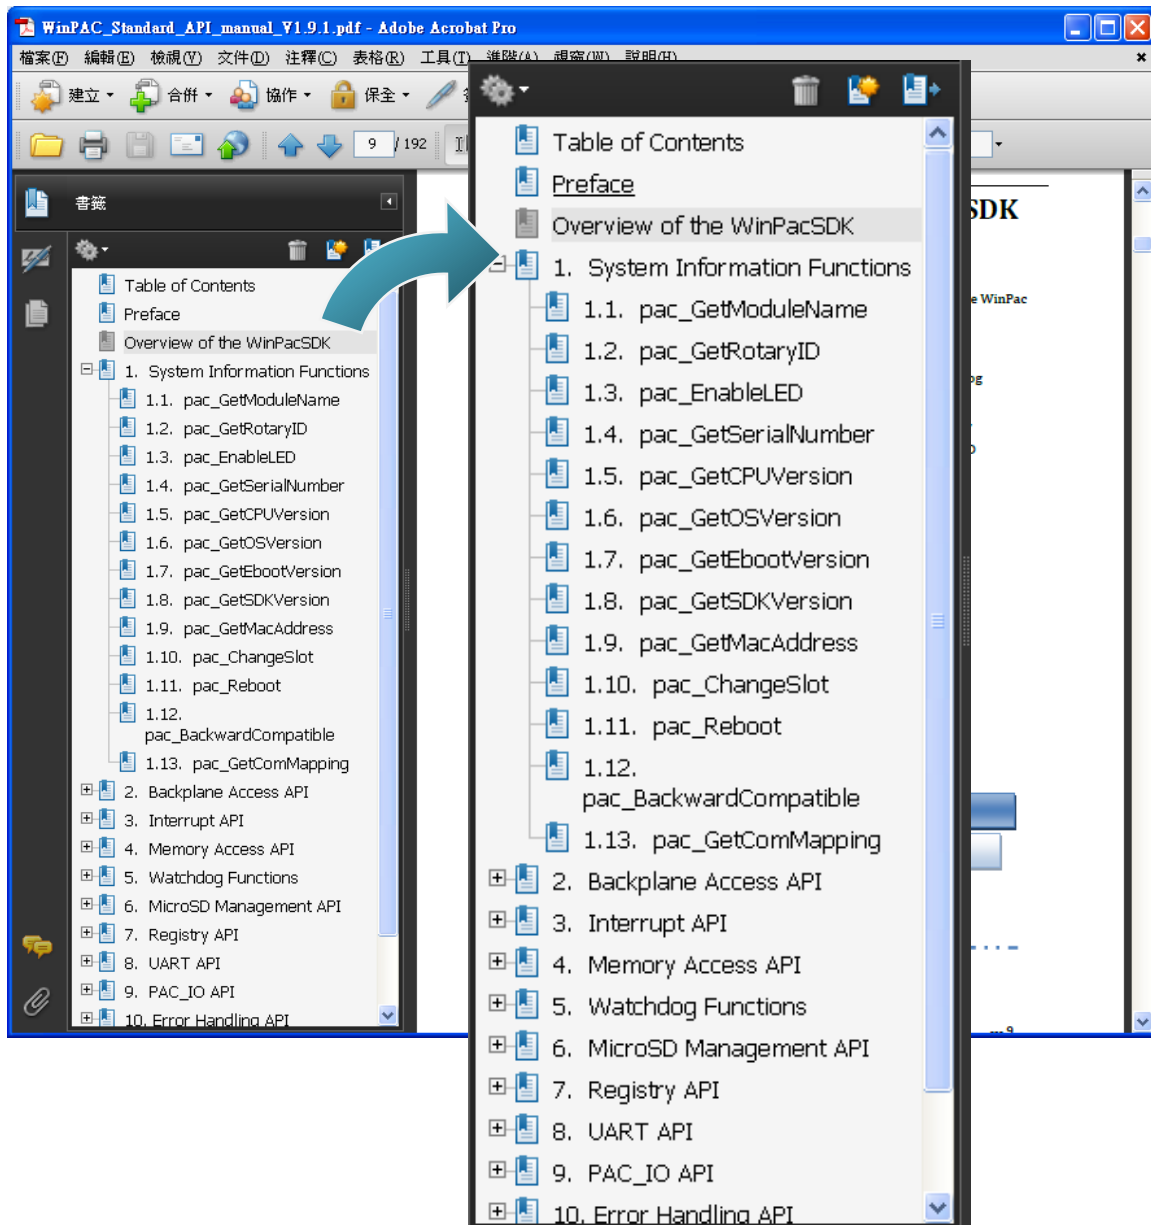 WinPAC_Standard_API_manual_V1.9.1.pdf - Adobe Acrobat Pro
檔案(F) 編輯(E) 檢視(V) 文件(D) 注釋(C) 表格(R) 工具(T) 進階(A) 視窗(W) 說明(H)
建立 合併 協作 保全
9 / 192
書籤
Table of Contents
Preface
Overview of the WinPacSDK
1. System Information Functions
1.1. pac_GetModuleName
1.2. pac_GetRotaryID
1.3. pac_EnableLED
1.4. pac_GetSerialNumber
1.5. pac_GetCPUVersion
1.6. pac_GetOSVersion
1.7. pac_GetEbootVersion
1.8. pac_GetSDKVersion
1.9. pac_GetMacAddress
1.10. pac_ChangeSlot
1.11. pac_Reboot
1.12.
pac_BackwardCompatible
1.13. pac_GetComMapping
2. Backplane Access API
3. Interrupt API
4. Memory Access API
5. Watchdog Functions
6. MicroSD Management API
7. Registry API
8. UART API
9. PAC_IO API
10. Error Handling API
Table of Contents
Preface
Overview of the WinPacSDK
1. System Information Functions
1.1. pac_GetModuleName
1.2. pac_GetRotaryID
1.3. pac_EnableLED
1.4. pac_GetSerialNumber
1.5. pac_GetCPUVersion
1.6. pac_GetOSVersion
1.7. pac_GetEbootVersion
1.8. pac_GetSDKVersion
1.9. pac_GetMacAddress
1.10. pac_ChangeSlot
1.11. pac_Reboot
1.12.
pac_BackwardCompatible
1.13. pac_GetComMapping
2. Backplane Access API
3. Interrupt API
4. Memory Access API
5. Watchdog Functions
6. MicroSD Management API
7. Registry API
8. UART API
9. PAC_IO API
10. Error Handling API
SDK
WinPac